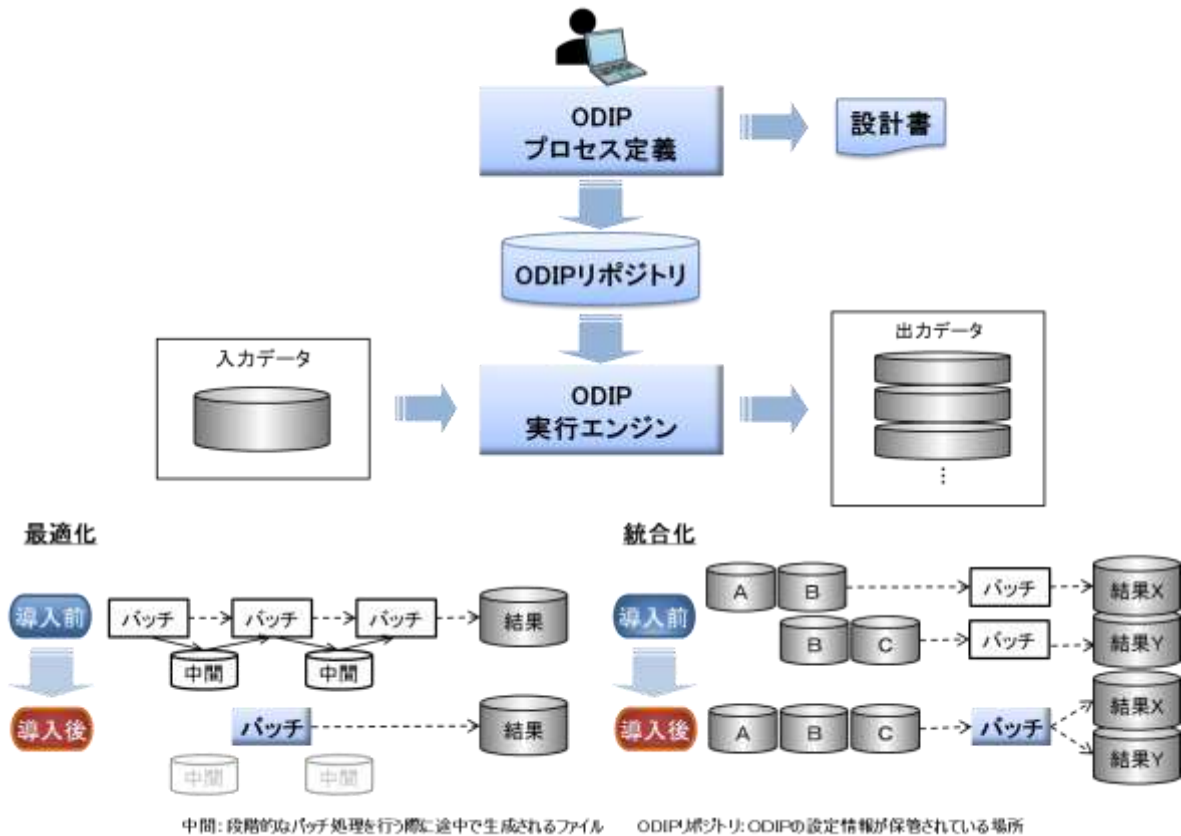 ODIP
プロセス定義
設計書
ODIPリポジトリ
入力データ
ODIP
実行エンジン
出力データ
⋮
最適化
導入前
バッチ
バッチ
バッチ
結果
中間
中間
導入後
バッチ
結果
中間
中間
統合化
導入前
A
B
バッチ
結果X
B
C
バッチ
結果Y
導入後
A
B
C
バッチ
結果X
結果Y
中間：段階的なバッチ処理を行う際に途中で生成されるファイル
ODIPリポジトリ：ODIPの設定情報が保管されている場所